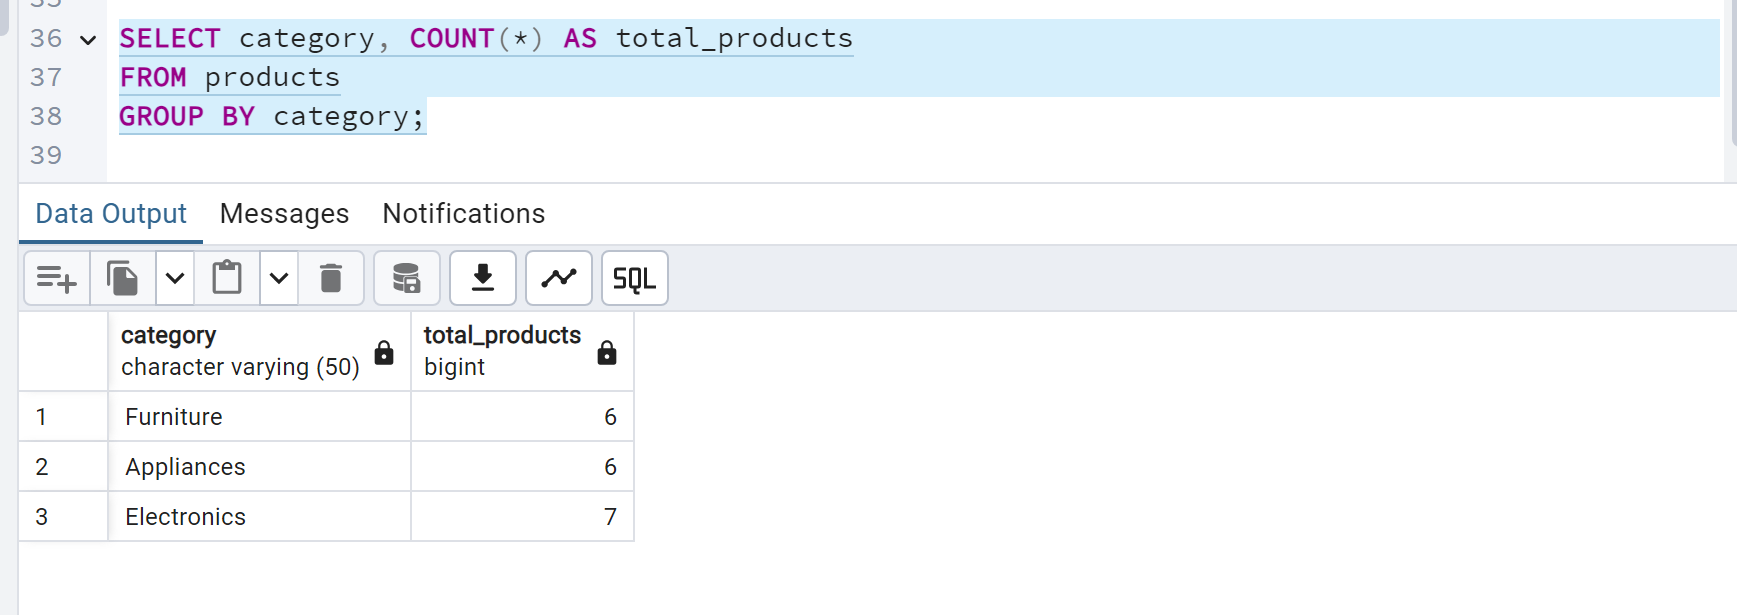 35
36 SELECT category, COUNT(*) AS total_products
37 FROM products
38 GROUP BY category;
39
Data Output Messages Notifications
SQL
category total_products
character varying (50) bigint
1 Furniture 6
2 Appliances 6
3 Electronics 7